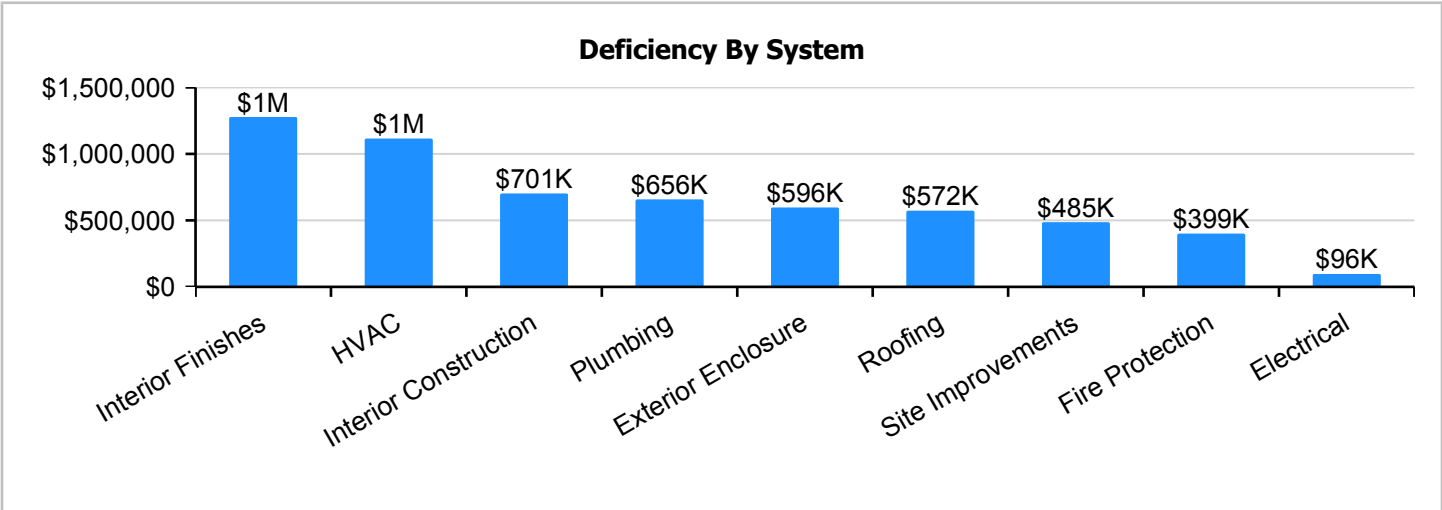 Deficiency By System
$1,500,000
$1,000,000
$500,000
$0
$1M
$1M
$701K
$656K
$596K
$572K
$485K
$399K
$96K
Interior Finishes
HVAC
Interior Construction
Plumbing
Exterior Enclosure
Roofing
Site Improvements
Fire Protection
Electrical